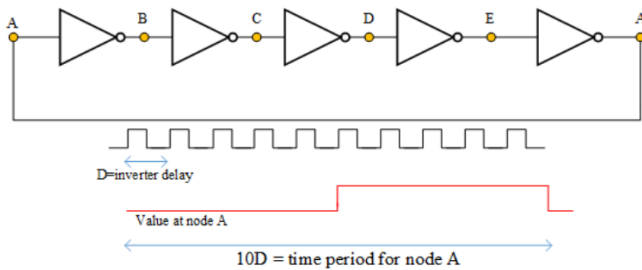 A B C D E A
D=inverter delay
Value at node A
10D = time period for node A